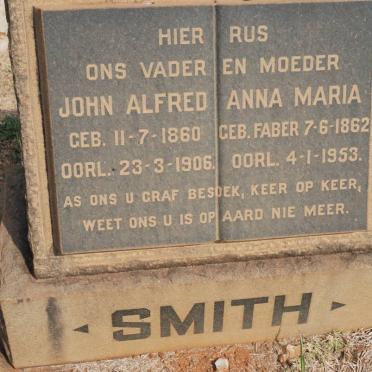 HIER RUS
ONS VADER EN MOEDER
JOHN ALFRED ANNA MARIA
GEB. 11-7-1860 GEB. FABER 7-6-1862
OORL. 23-3-1906. OORL. 4-1-1953.
AS ONS U GRAF BESOEK, KEER OP KEER,
WEET ONS U IS OP AARD NIE MEER.
SMITH